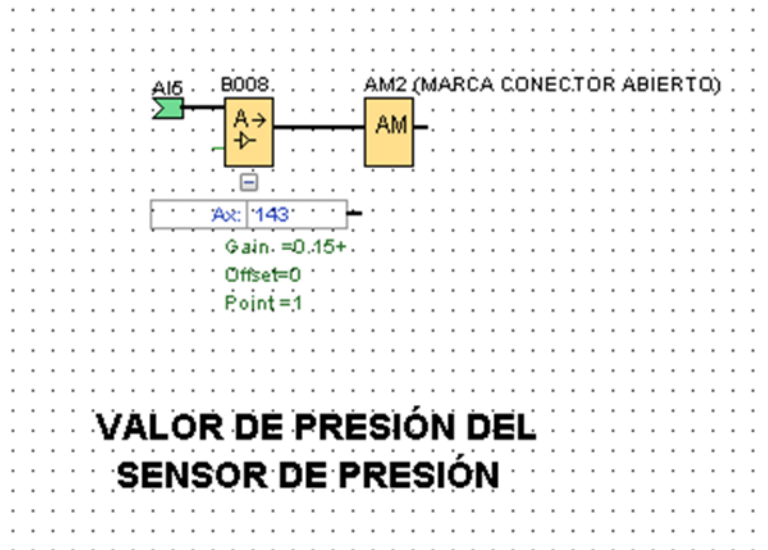 AI5 B008 AM2 (MARCA CONECTOR ABIERTO)
A→ AM
Ax: 143
Gain =0.15+
Offset=0
Point =1
VALOR DE PRESIÓN DEL
SENSOR DE PRESIÓN